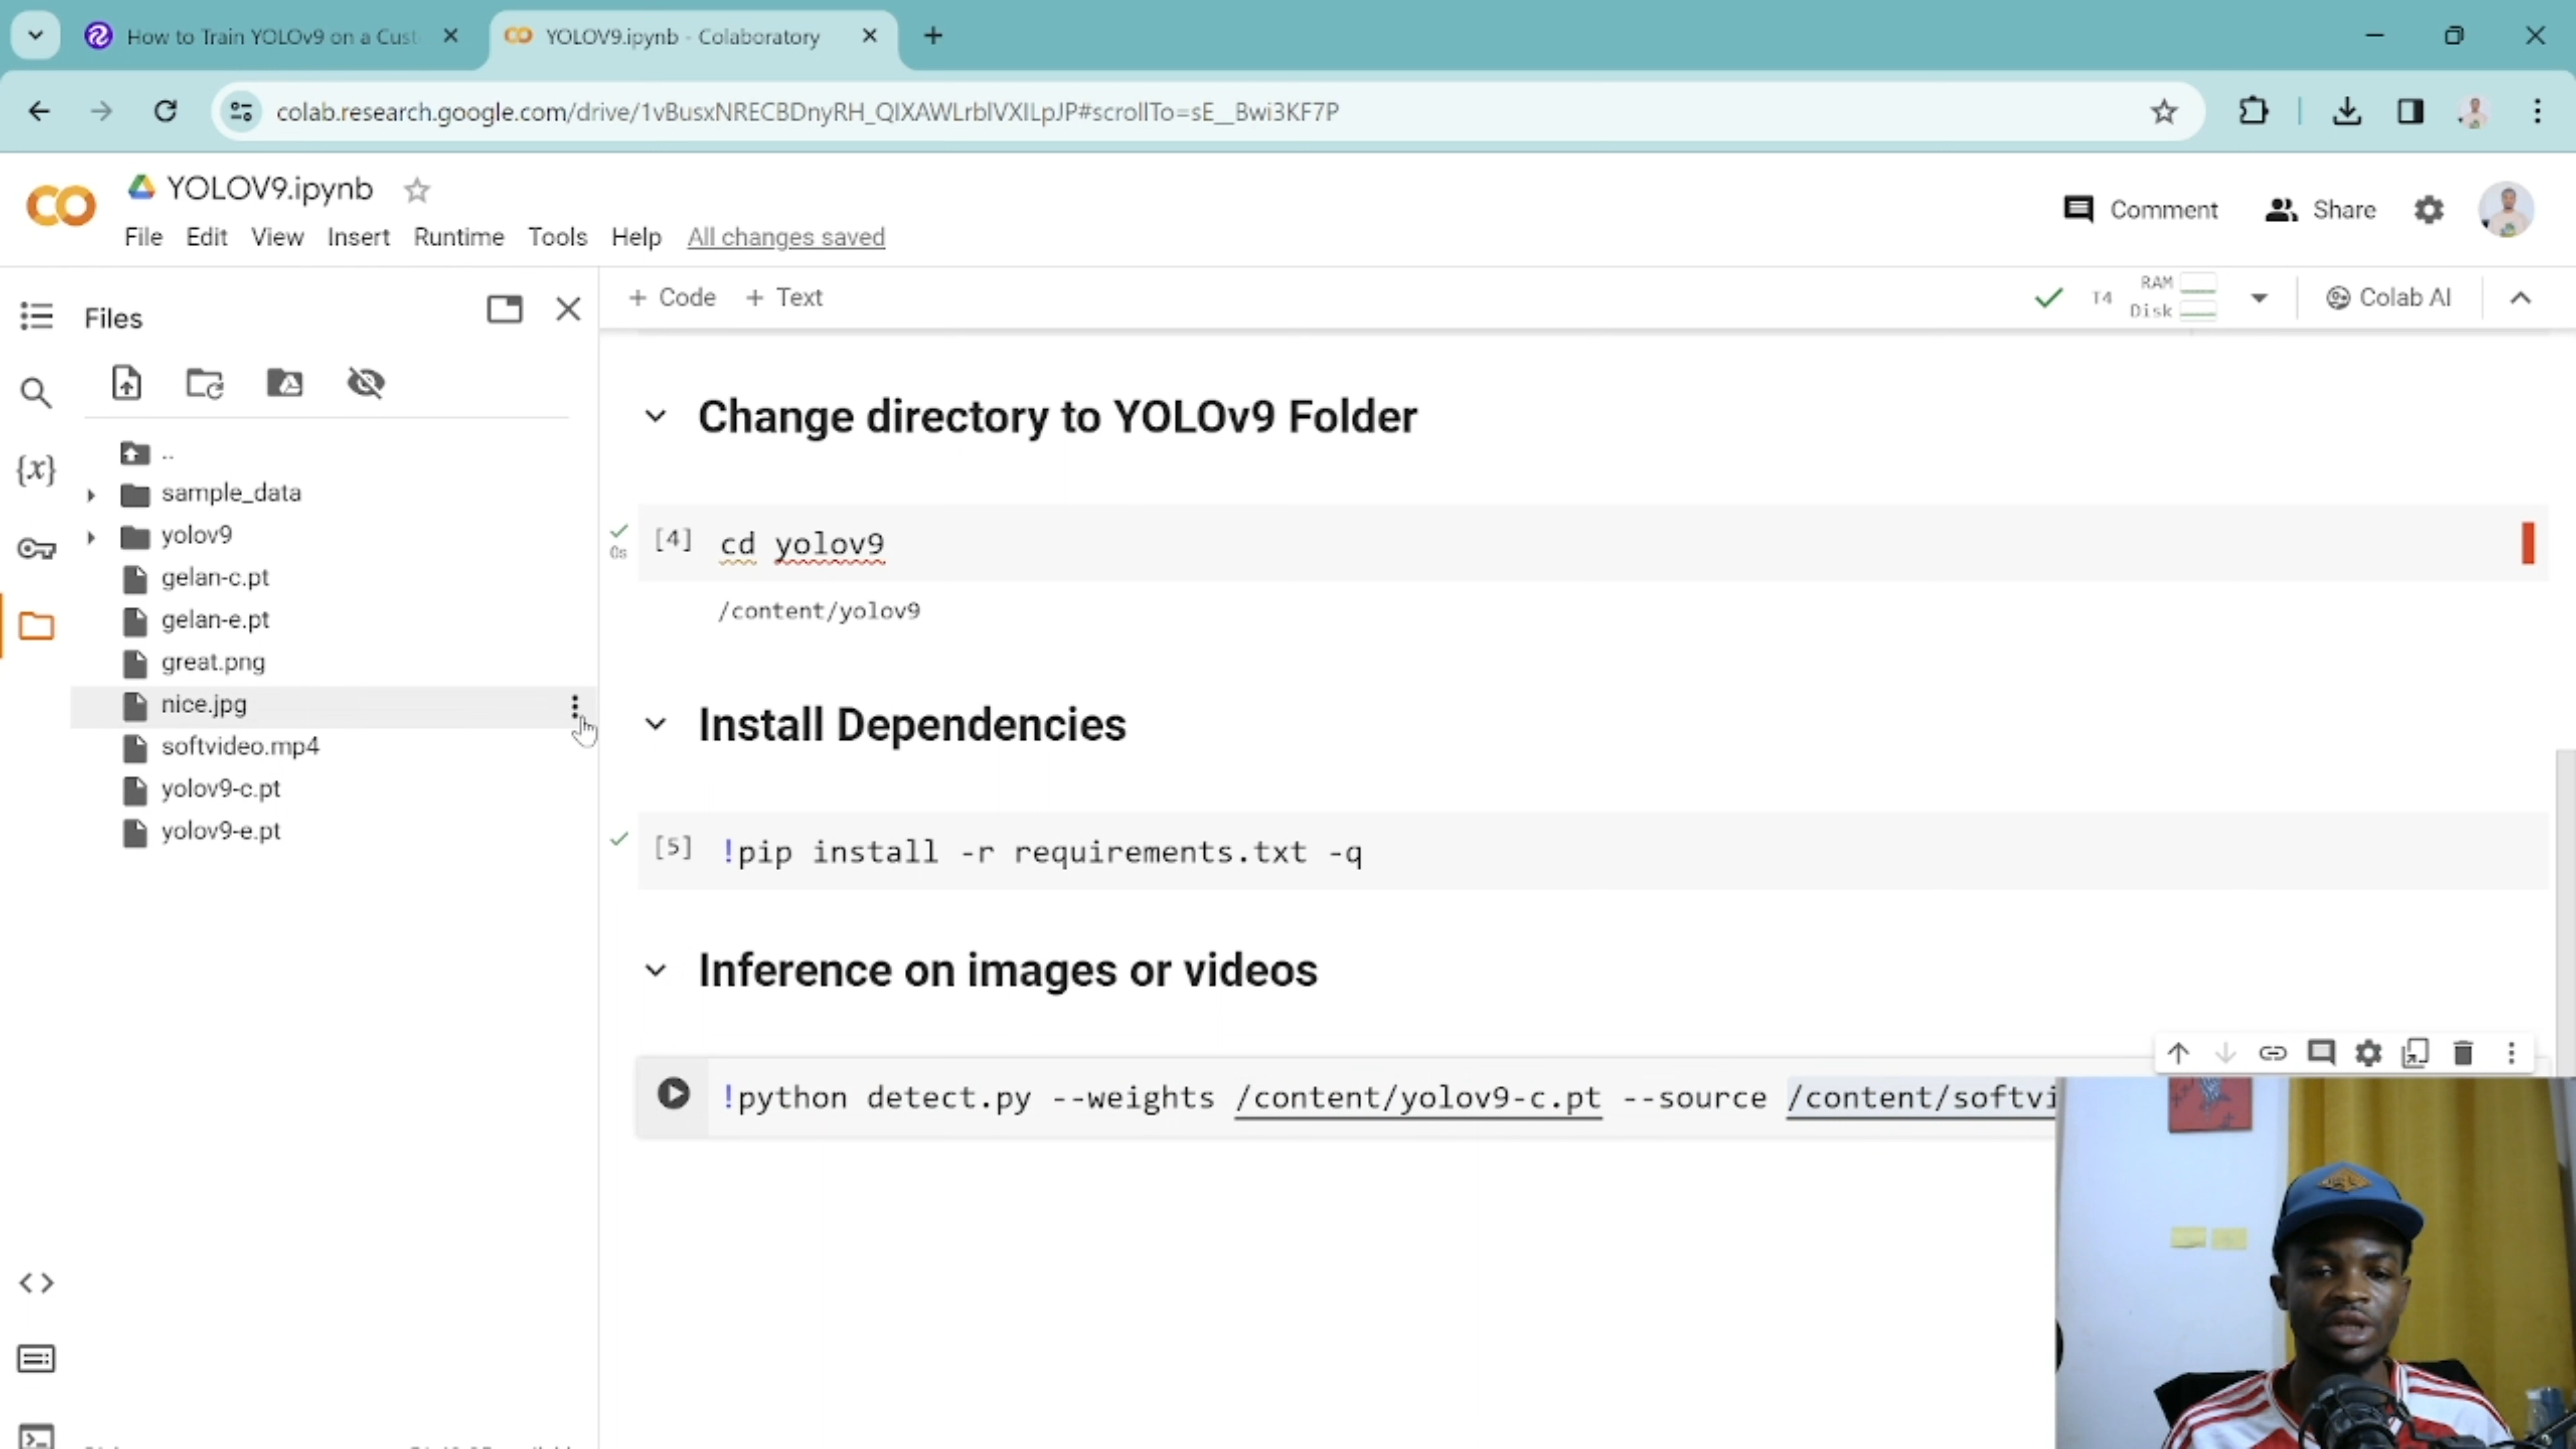 How to Train YOLOv9 on a Cust
YOLOV9.ipynb - Colaboratory
colab.research.google.com/drive/1vBusxNRECBDnyRH_QIXAWLrblVXILpJP#scrollTo=sE__Bwi3KF7P
YOLOV9.ipynb
Comment
Share
File Edit View Insert Runtime Tools Help All changes saved
Files
+ Code + Text
T4
RAM
Disk
Colab AI
..
sample_data
yolov9
gelan-c.pt
gelan-e.pt
great.png
nice.jpg
softvideo.mp4
yolov9-c.pt
yolov9-e.pt
{x}
Change directory to YOLOv9 Folder
0s
[4] cd yolov9
/content/yolov9
Install Dependencies
[5] !pip install -r requirements.txt -q
Inference on images or videos
!python detect.py --weights /content/yolov9-c.pt --source /content/softvi